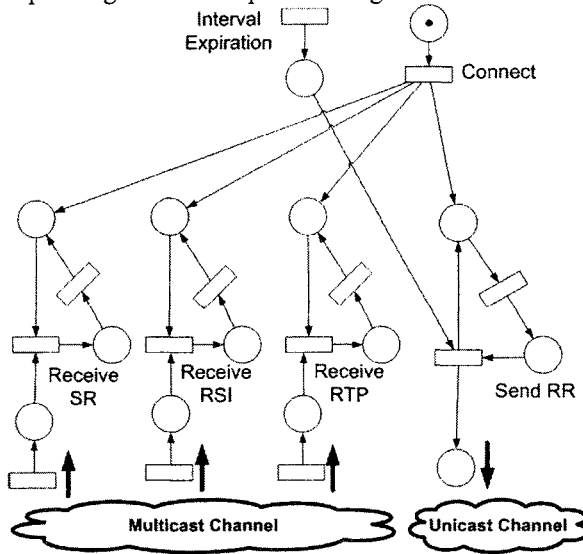 Interval
Expiration
Connect
Receive
SR
Receive
RSI
Receive
RTP
Send RR
Multicast Channel
Unicast Channel